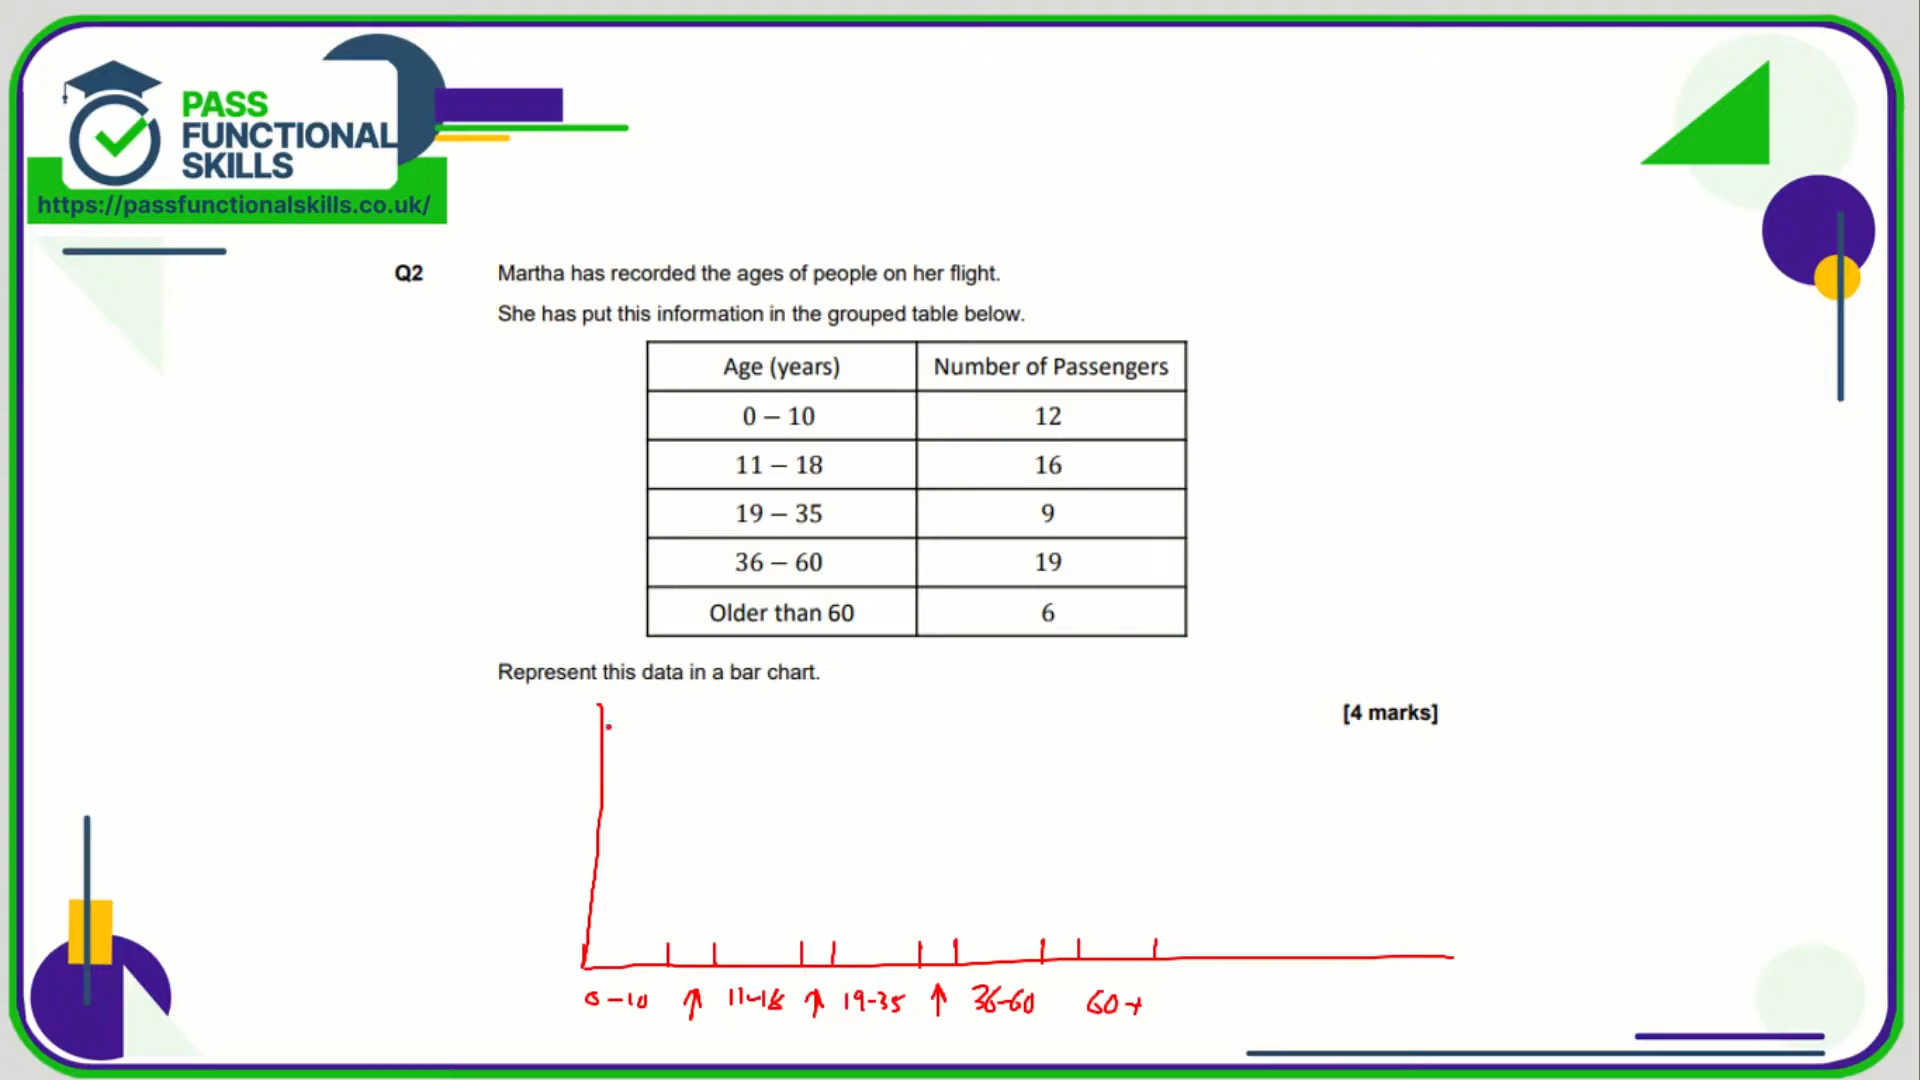 PASS
FUNCTIONAL
SKILLS
https://passfunctionalskills.co.uk/
Q2 Martha has recorded the ages of people on her flight.
She has put this information in the grouped table below.
Age (years) Number of Passengers
0 – 10 12
11 – 18 16
19 – 35 9
36 – 60 19
Older than 60 6
Represent this data in a bar chart.
[4 marks]
0-10 ↑ 11-18 ↑ 19-35 ↑ 36-60 60+